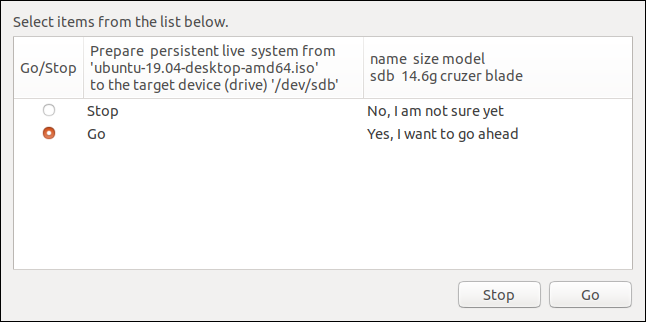 Select items from the list below.
Go/Stop
Prepare persistent live system from
'ubuntu-19.04-desktop-amd64.iso'
to the target device (drive) '/dev/sdb'
name size model
sdb 14.6g cruzer blade
Stop No, I am not sure yet
Go Yes, I want to go ahead
Stop Go